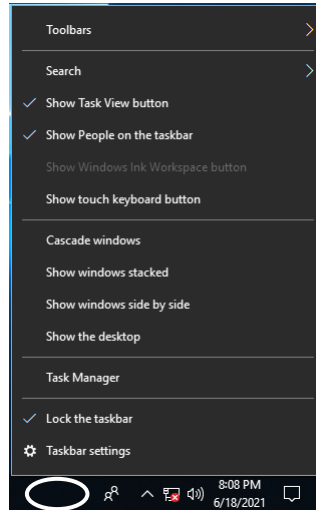 Toolbars
Search
Show Task View button
Show People on the taskbar
Show Windows Ink Workspace button
Show touch keyboard button
Cascade windows
Show windows stacked
Show windows side by side
Show the desktop
Task Manager
Lock the taskbar
Taskbar settings
8:08 PM
6/18/2021